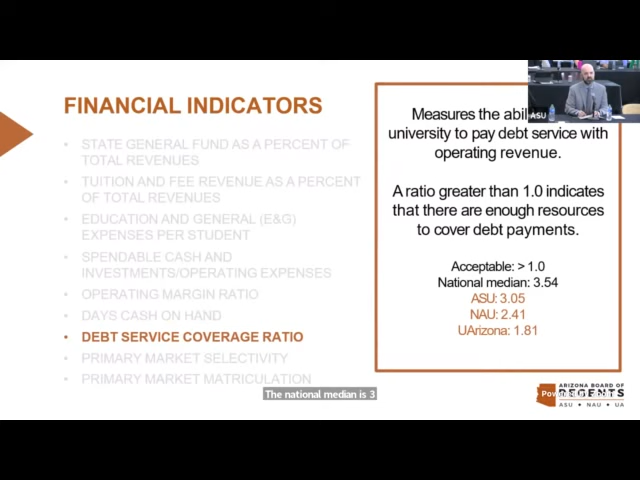 FINANCIAL INDICATORS
• STATE GENERAL FUND AS A PERCENT OF
TOTAL REVENUES
• TUITION AND FEE REVENUE AS A PERCENT
OF TOTAL REVENUES
• EDUCATION AND GENERAL (E&G)
EXPENSES PER STUDENT
• SPENDABLE CASH AND
INVESTMENTS/OPERATING EXPENSES
• OPERATING MARGIN RATIO
• DAYS CASH ON HAND
• DEBT SERVICE COVERAGE RATIO
• PRIMARY MARKET SELECTIVITY
• PRIMARY MARKET MATRICULATION
The national median is 3
ASU
Measures the
university to pay debt service with
operating revenue.
A ratio greater than 1.0 indicates
that there are enough resources
to cover debt payments.
Acceptable: > 1.0
National median: 3.54
ASU: 3.05
NAU: 2.41
UArizona: 1.81
ARIZONA BOARD OF
REGENTS
ASU • NAU • UA